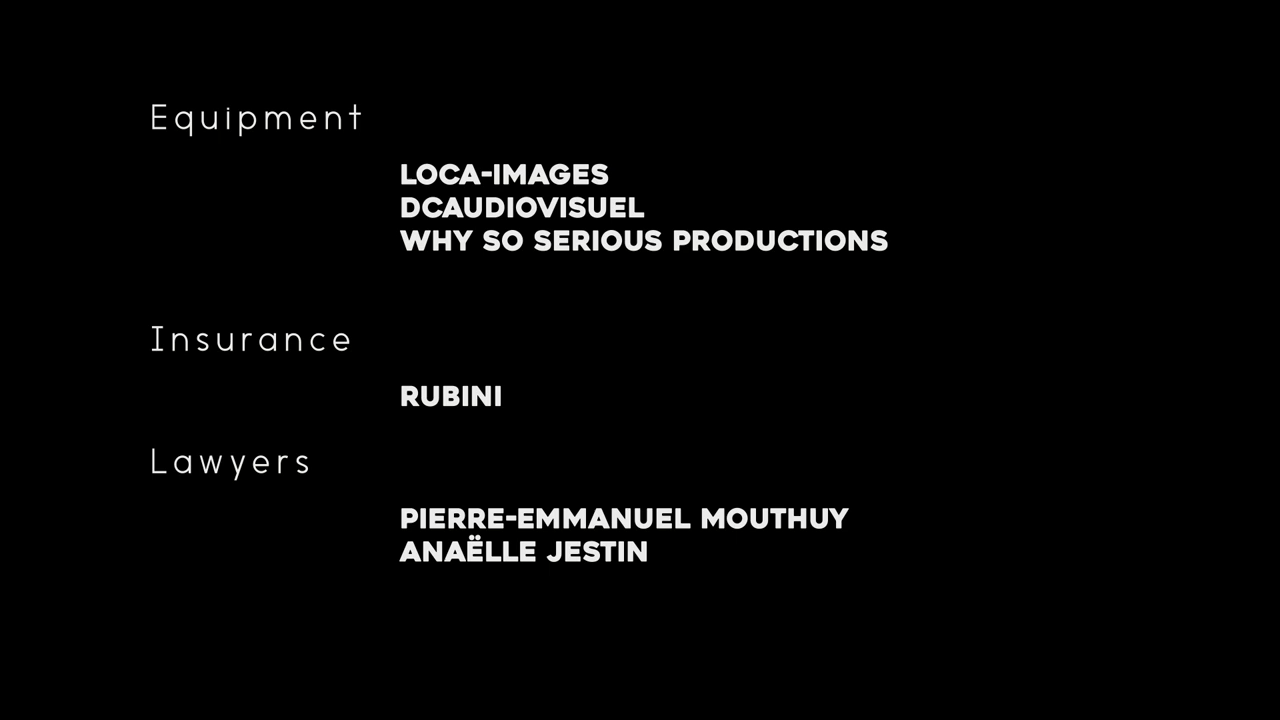 Equipment
LOCA-IMAGES
DCAUDIOVISUEL
WHY SO SERIOUS PRODUCTIONS
Insurance
RUBINI
Lawyers
PIERRE-EMMANUEL MOUTHUY
ANAËLLE JESTIN